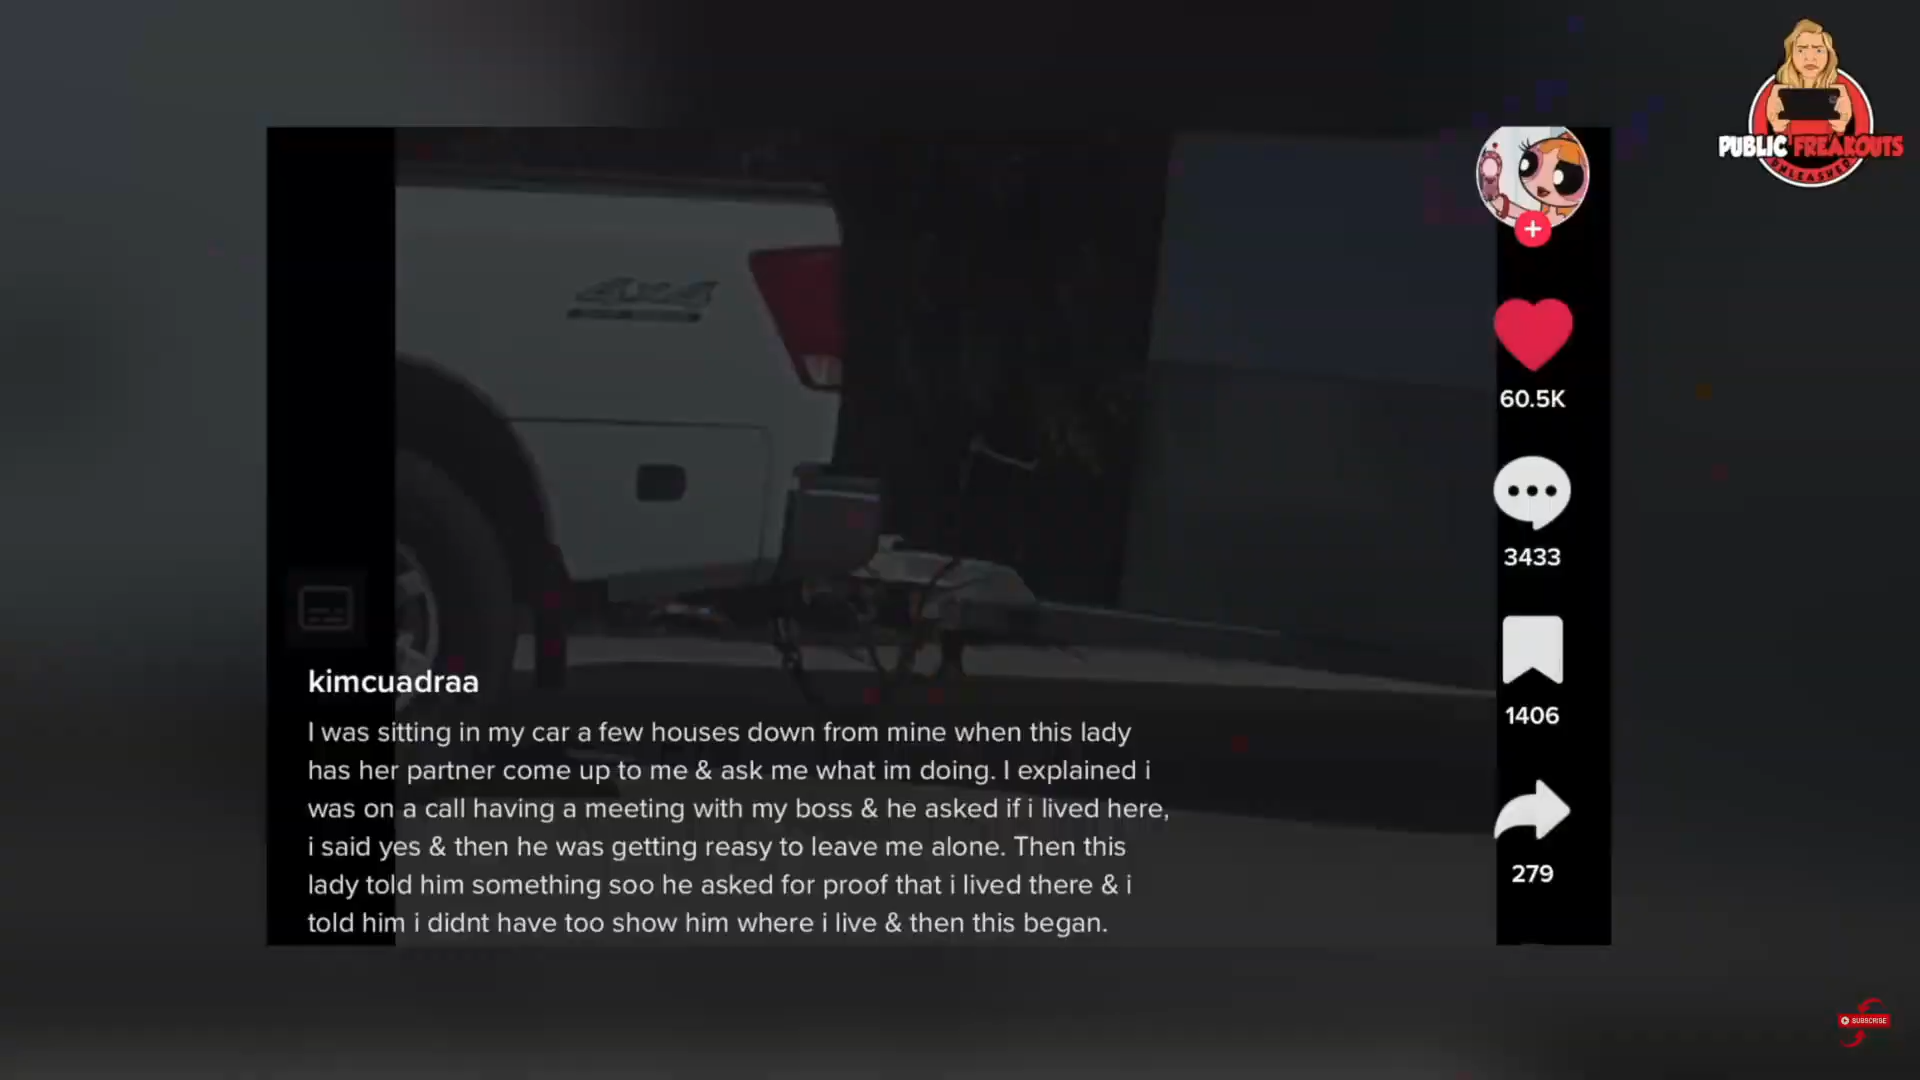 PUBLIC FREAKOUTS
UNLEASHED
4x4
60.5K
3433
1406
279
kimcuadraa
I was sitting in my car a few houses down from mine when this lady
has her partner come up to me & ask me what im doing. I explained i
was on a call having a meeting with my boss & he asked if i lived here,
i said yes & then he was getting reasy to leave me alone. Then this
lady told him something soo he asked for proof that i lived there & i
told him i didnt have too show him where i live & then this began.
SUBSCRIBE